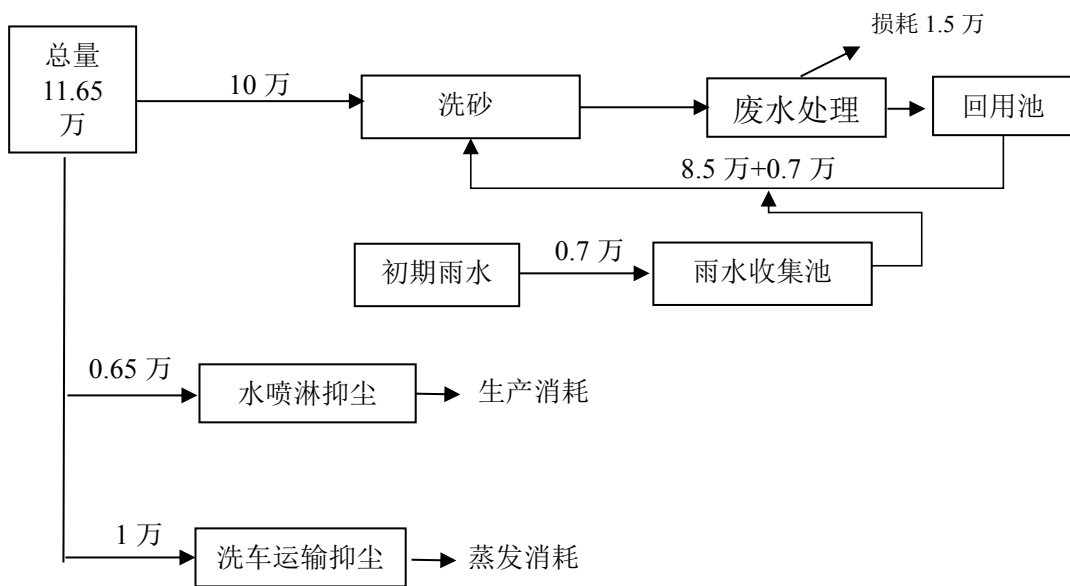 损耗 1.5 万
总量
11.65
万
10 万
洗砂
废水处理
回用池
8.5 万+0.7 万
初期雨水
0.7 万
雨水收集池
0.65 万
水喷淋抑尘
生产消耗
1 万
洗车运输抑尘
蒸发消耗